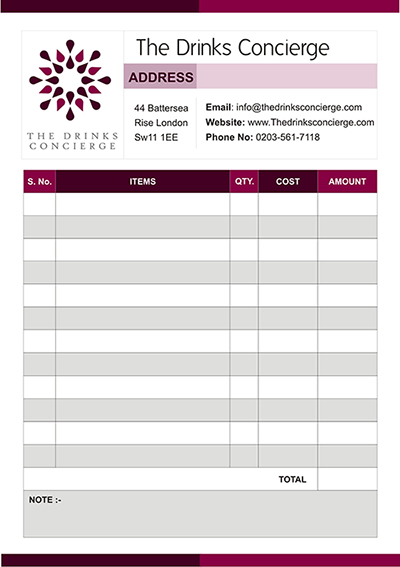 The Drinks Concierge
ADDRESS
THE DRINKS
CONCIERGE
44 Battersea
Rise London
Sw11 1EE
Email: info@thedrinksconcierge.com
Website: www.Thedrinksconcierge.com
Phone No: 0203-561-7118
S. No. ITEMS QTY. COST AMOUNT
TOTAL
NOTE :-